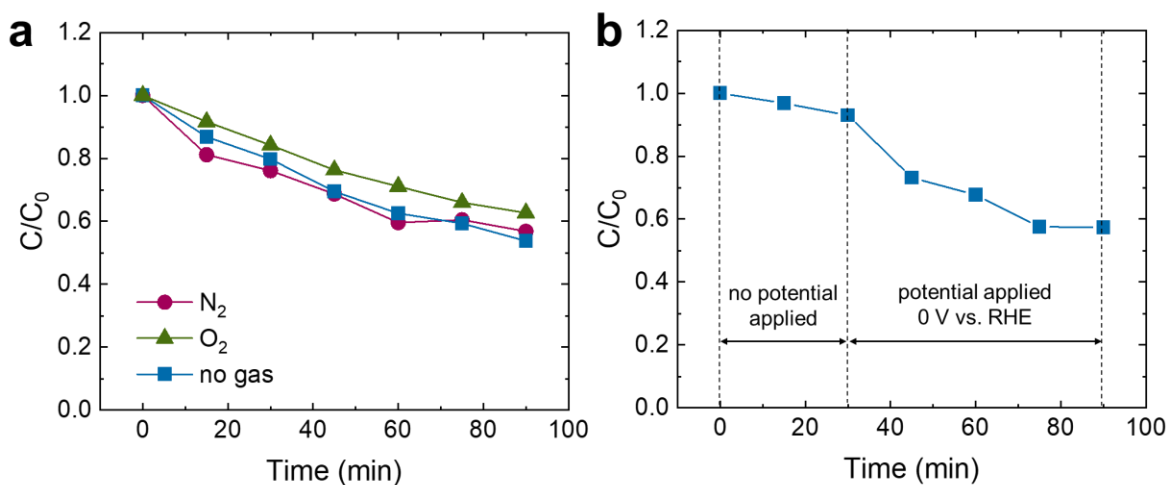 a
1.2
1.0
0.8
0.6
0.4
0.2
0.0
C/C₀
N₂
O₂
no gas
0 20 40 60 80 100
Time (min)
b
1.2
1.0
0.8
0.6
0.4
0.2
0.0
C/C₀
no potential
applied
potential applied
0 V vs. RHE
0 20 40 60 80 100
Time (min)